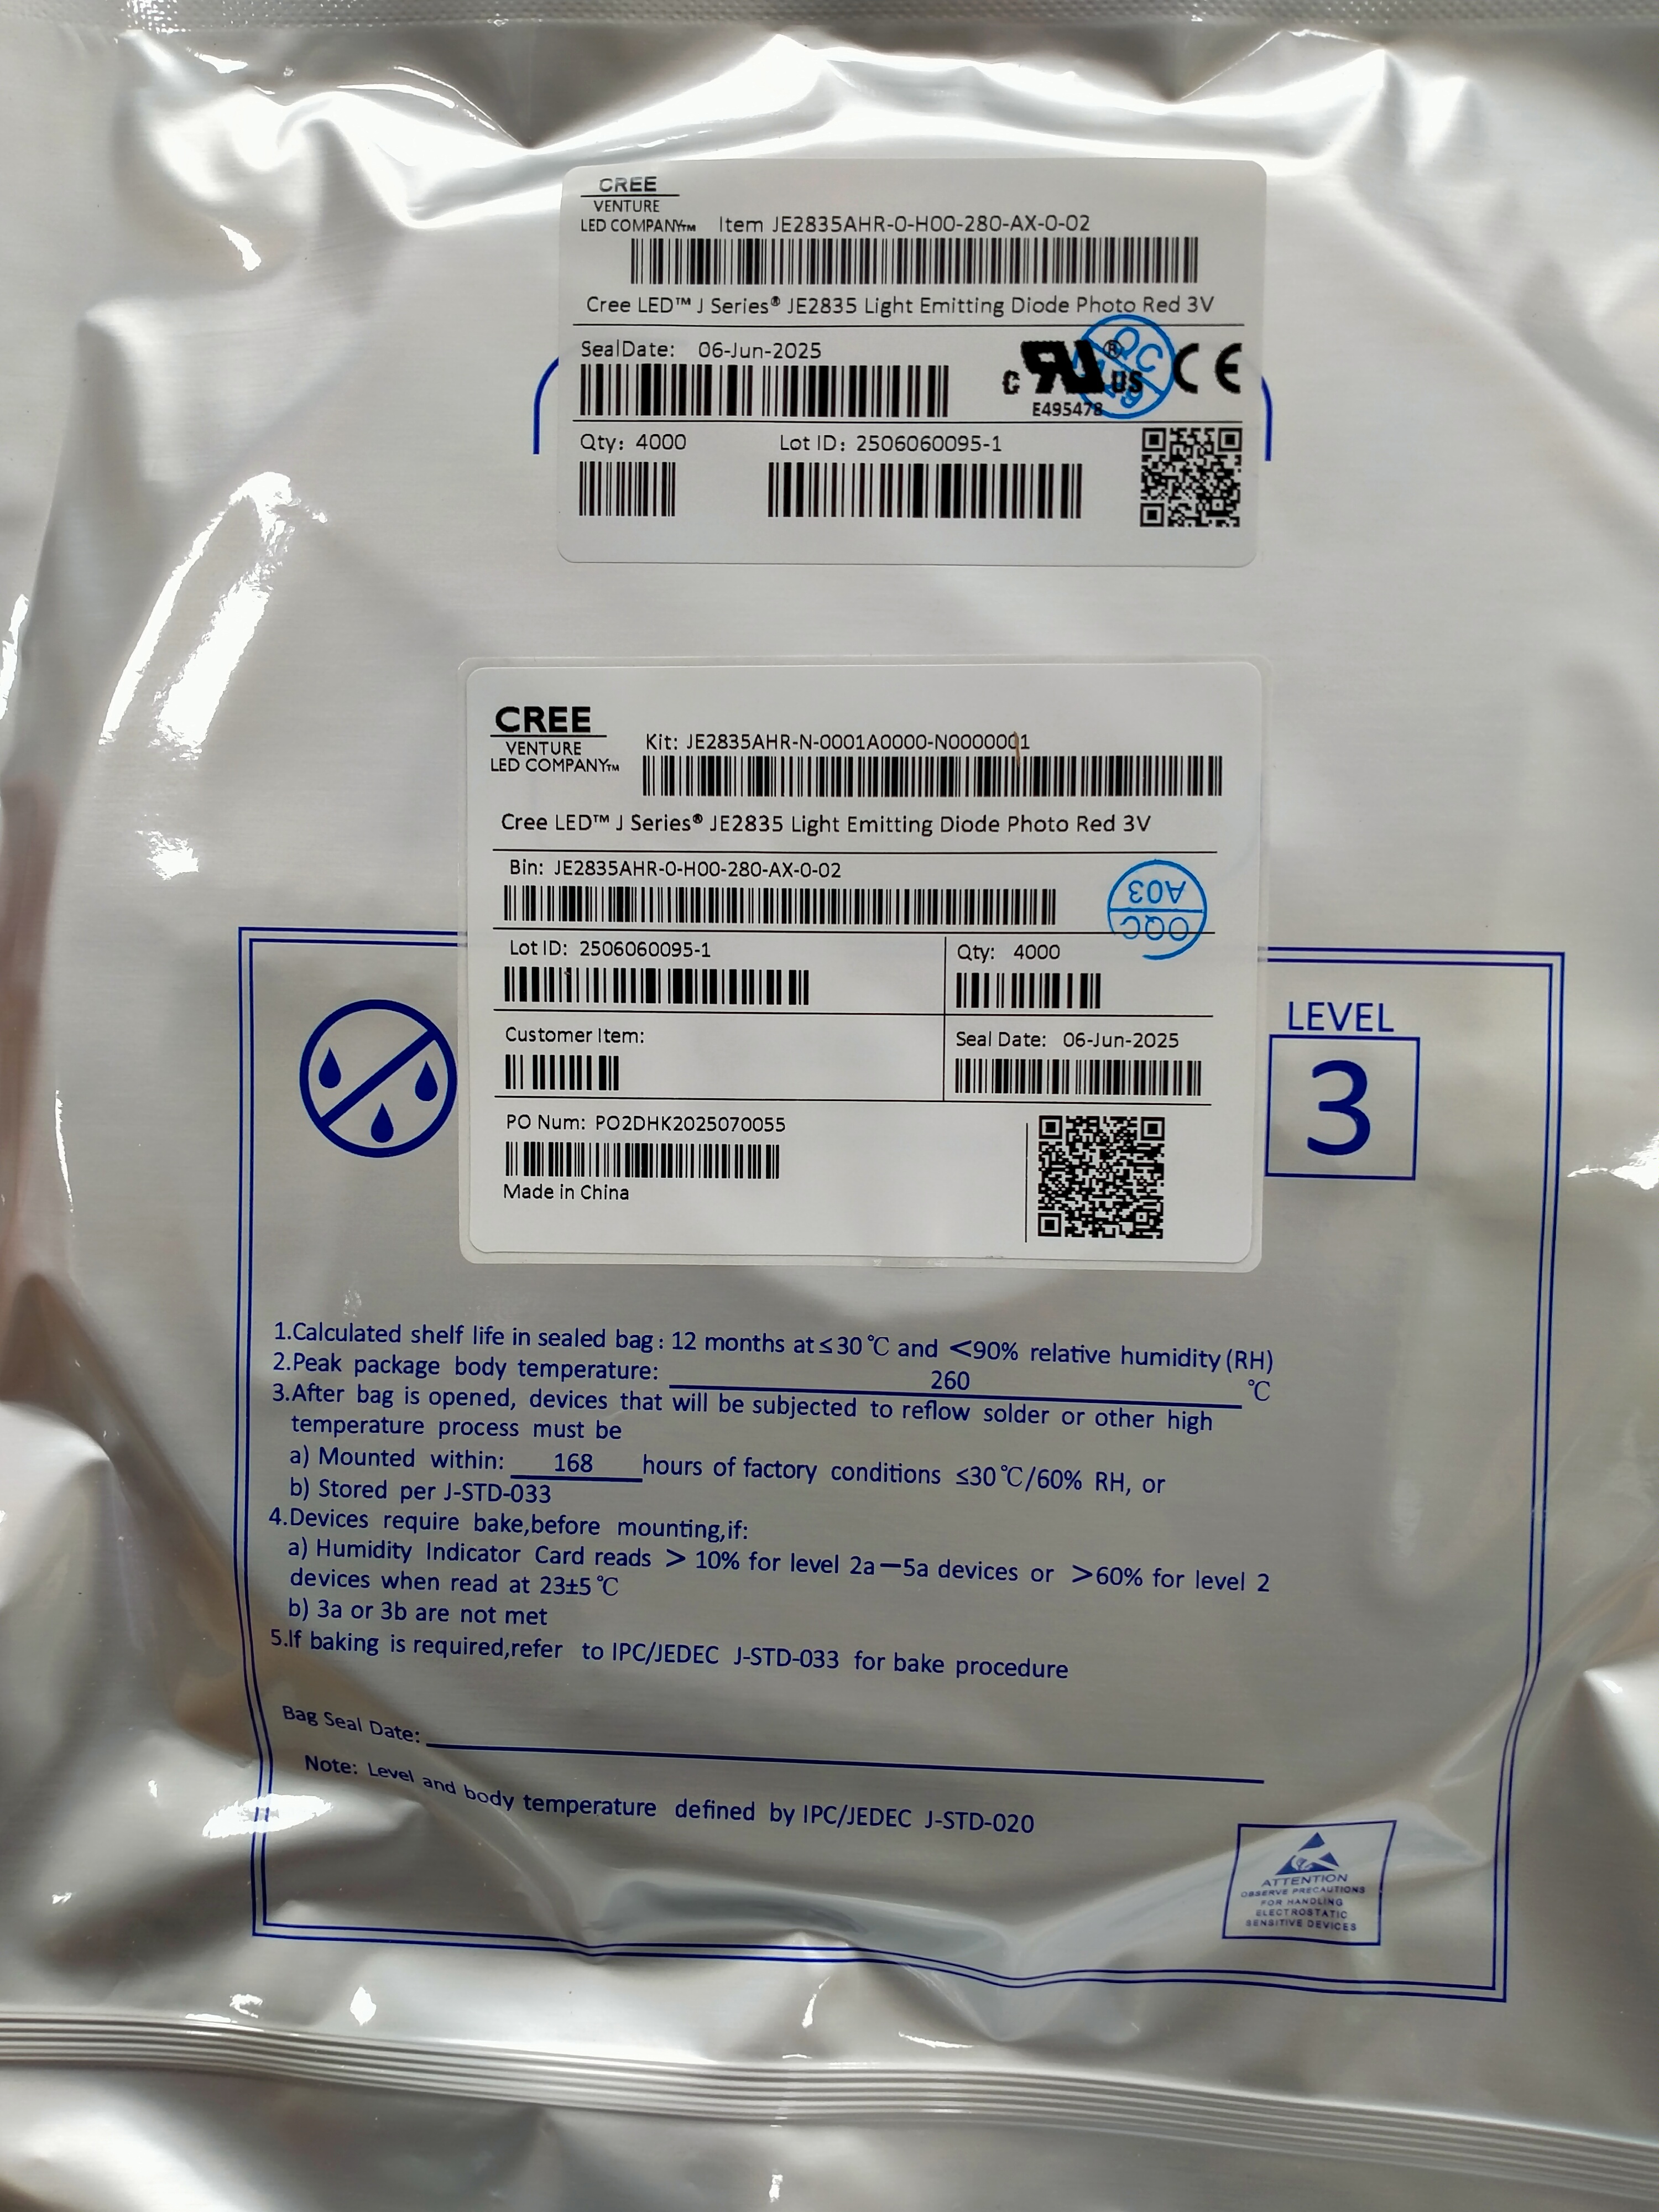 CREE
VENTURE
LED COMPANY™ Item JE2835AHR-0-H00-280-AX-0-02
Cree LED™ J Series® JE2835 Light Emitting Diode Photo Red 3V
SealDate: 06-Jun-2025
c RU ® US CE
E495478
QC
Qty: 4000 Lot ID: 2506060095-1
CREE
VENTURE
LED COMPANY™
Kit: JE2835AHR-N-0001A0000-N0000001
Cree LED™ J Series® JE2835 Light Emitting Diode Photo Red 3V
Bin: JE2835AHR-0-H00-280-AX-0-02
OQC
A03
Lot ID: 2506060095-1
Qty: 4000
Customer Item:
Seal Date: 06-Jun-2025
PO Num: PO2DHK2025070055
Made in China
LEVEL
3
1.Calculated shelf life in sealed bag: 12 months at ≤30℃ and <90% relative humidity (RH)
2.Peak package body temperature: 260 ℃
3.After bag is opened, devices that will be subjected to reflow solder or other high
temperature process must be
a) Mounted within: 168 hours of factory conditions ≤30℃/60% RH, or
b) Stored per J-STD-033
4.Devices require bake,before mounting,if:
a) Humidity Indicator Card reads > 10% for level 2a—5a devices or >60% for level 2
devices when read at 23±5℃
b) 3a or 3b are not met
5.If baking is required,refer to IPC/JEDEC J-STD-033 for bake procedure
Bag Seal Date:
Note: Level and body temperature defined by IPC/JEDEC J-STD-020
ATTENTION
OBSERVE PRECAUTIONS
FOR HANDLING
ELECTROSTATIC
SENSITIVE DEVICES